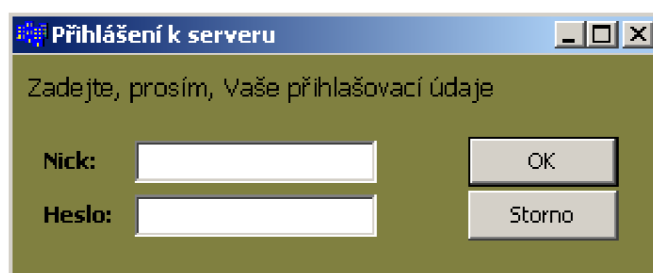 Přihlášení k serveru
Zadejte, prosím, Vaše přihlašovací údaje
Nick:
OK
Heslo:
Storno